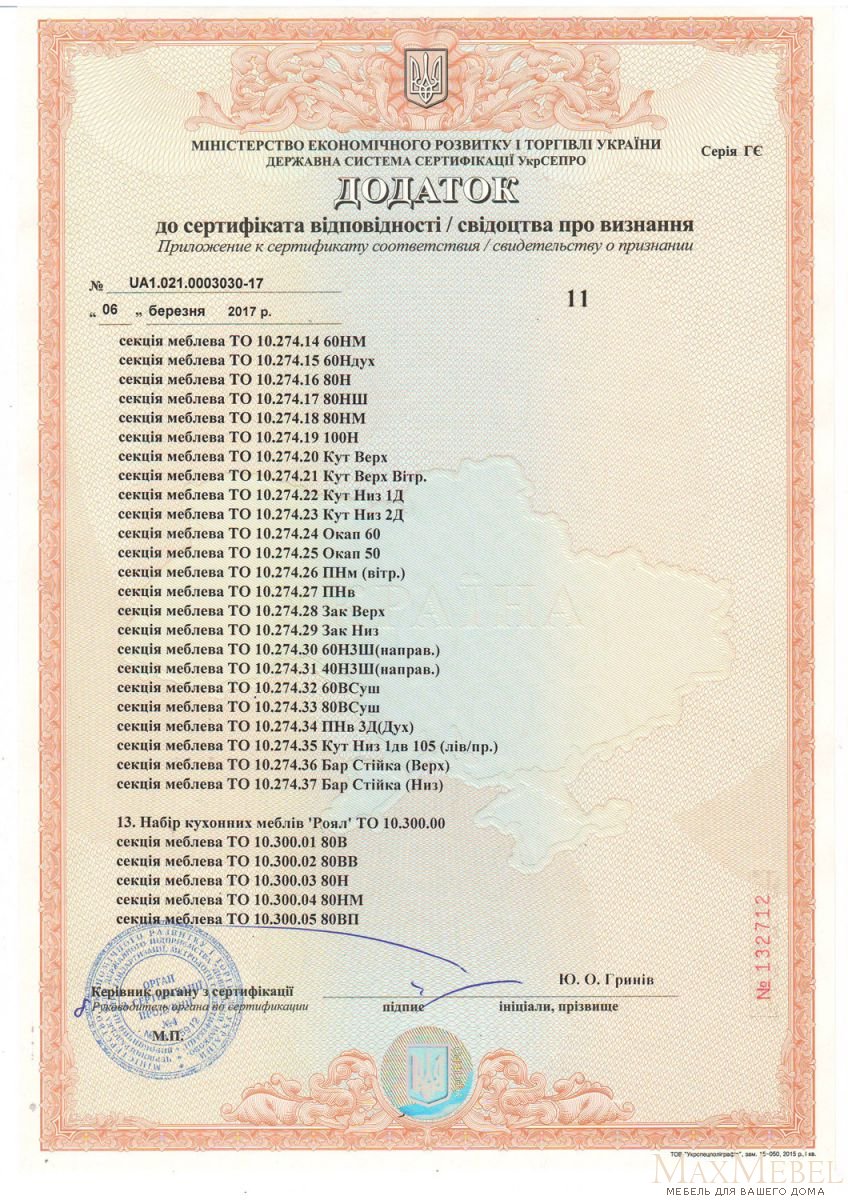 МІНІСТЕРСТВО ЕКОНОМІЧНОГО РОЗВИТКУ І ТОРГІВЛІ УКРАЇНИ
Серія ГЄ
ДЕРЖАВНА СИСТЕМА СЕРТИФІКАЦІЇ УкрСЕПРО
ДОДАТОК
до сертифіката відповідності / свідоцтва про визнання
Приложение к сертификату соответствия / свидетельству о признании
№ UA1.021.0003030-17
11
„ 06 „ березня 2017 р.
секція меблева ТО 10.274.14 60НМ
секція меблева ТО 10.274.15 60Ндух
секція меблева ТО 10.274.16 80Н
секція меблева ТО 10.274.17 80НШ
секція меблева ТО 10.274.18 80НМ
секція меблева ТО 10.274.19 100Н
секція меблева ТО 10.274.20 Кут Верх
секція меблева ТО 10.274.21 Кут Верх Вітр.
секція меблева ТО 10.274.22 Кут Низ 1Д
секція меблева ТО 10.274.23 Кут Низ 2Д
секція меблева ТО 10.274.24 Окап 60
секція меблева ТО 10.274.25 Окап 50
секція меблева ТО 10.274.26 ПНм (вітр.)
секція меблева ТО 10.274.27 ПНв
секція меблева ТО 10.274.28 Зак Верх
секція меблева ТО 10.274.29 Зак Низ
секція меблева ТО 10.274.30 60Н3Ш(направ.)
секція меблева ТО 10.274.31 40Н3Ш(направ.)
секція меблева ТО 10.274.32 60ВСуш
секція меблева ТО 10.274.33 80ВСуш
секція меблева ТО 10.274.34 ПНв 3Д(Дух)
секція меблева ТО 10.274.35 Кут Низ 1дв 105 (лів/пр.)
секція меблева ТО 10.274.36 Бар Стійка (Верх)
секція меблева ТО 10.274.37 Бар Стійка (Низ)
13. Набір кухонних меблів 'Роял' ТО 10.300.00
секція меблева ТО 10.300.01 80В
секція меблева ТО 10.300.02 80ВВ
секція меблева ТО 10.300.03 80Н
секція меблева ТО 10.300.04 80НМ
секція меблева ТО 10.300.05 80ВП
УКРАЇНА
№ 132712
Ю. О. Гринів
Керівник органу з сертифікації
підпис
ініціали, прізвище
Руководитель органа по сертификации
М.П.
ОРГАН
ПРОДУКЦІЇ
№4
ТОВ "Укрспецполіграфія", зам. 15-050, 2015 р., І кв.
MAXMEBEL
МЕБЕЛЬ ДЛЯ ВАШЕГО ДОМА